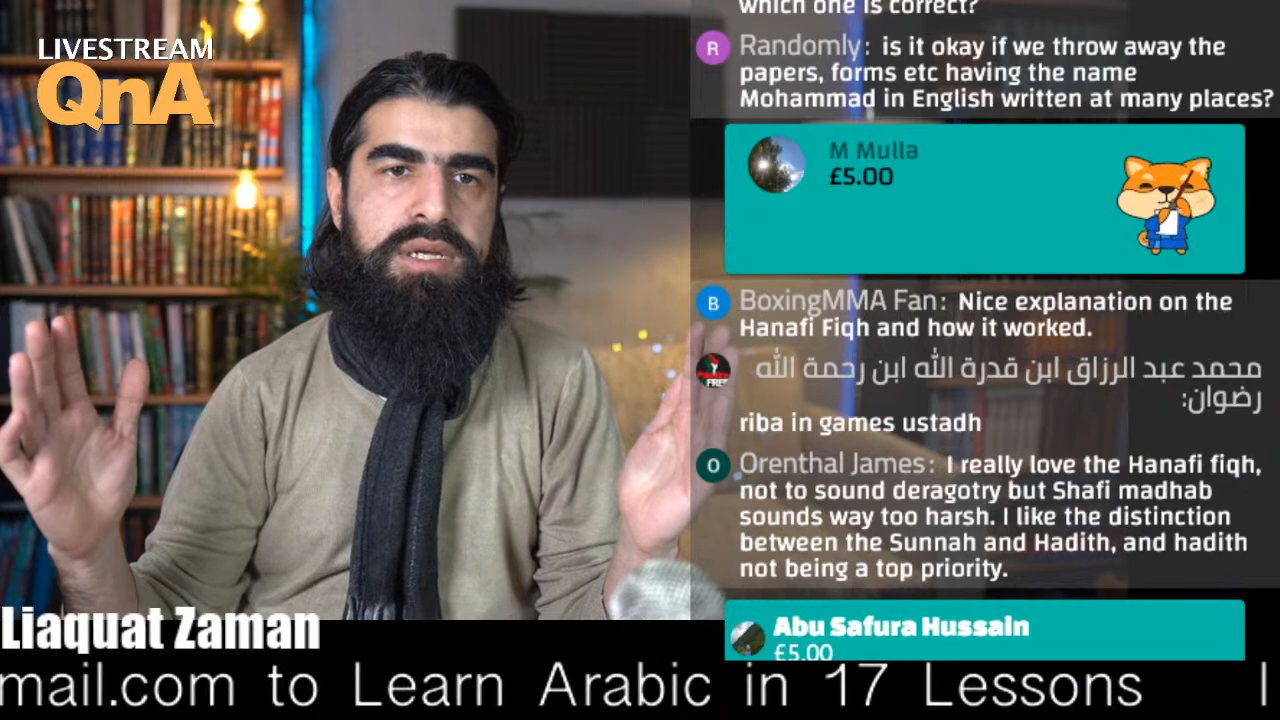 LIVESTREAM
QnA
which one is correct?
R Randomly: is it okay if we throw away the
papers, forms etc having the name
Mohammad in English written at many places?
M Mulla
£5.00
B BoxingMMA Fan: Nice explanation on the
Hanafi Fiqh and how it worked.
محمد عبد الرزاق ابن قدرة الله ابن رحمة الله
رضوان:
FREE
riba in games ustadh
O Orenthal James: I really love the Hanafi fiqh,
not to sound deragotry but Shafi madhab
sounds way too harsh. I like the distinction
between the Sunnah and Hadith, and hadith
not being a top priority.
Abu Safura Hussain
£5.00
Liaquat Zaman
mail.com to Learn Arabic in 17 Lessons